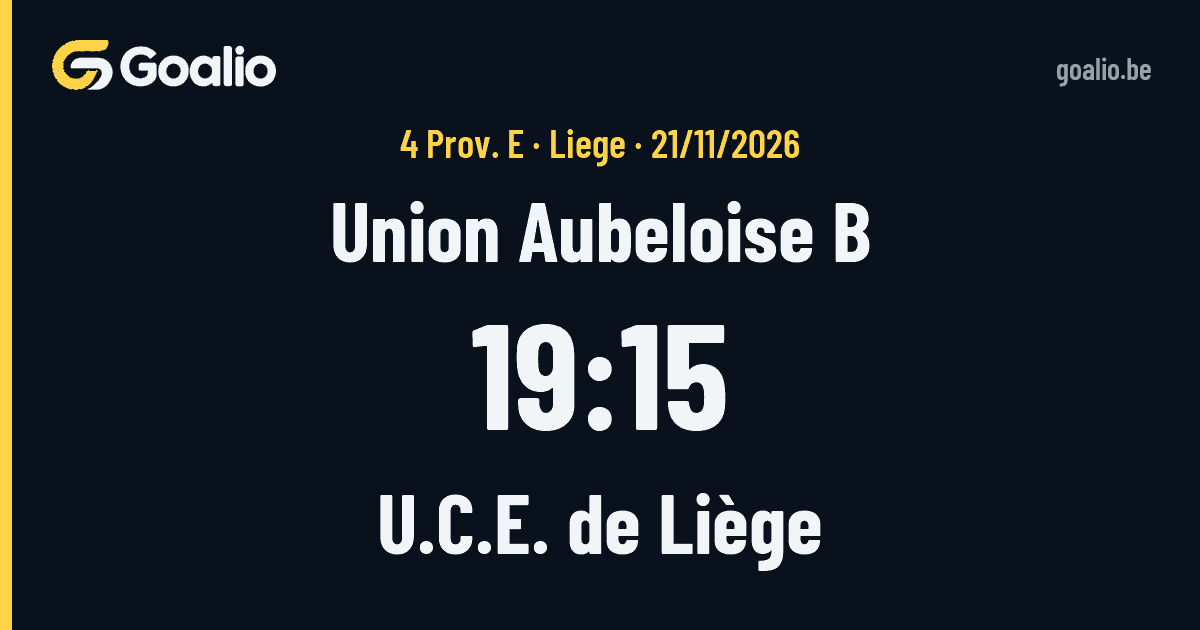 Goalio
goalio.be
4 Prov. E · Liege · 21/11/2026
Union Aubeloise B
19:15
U.C.E. de Liège